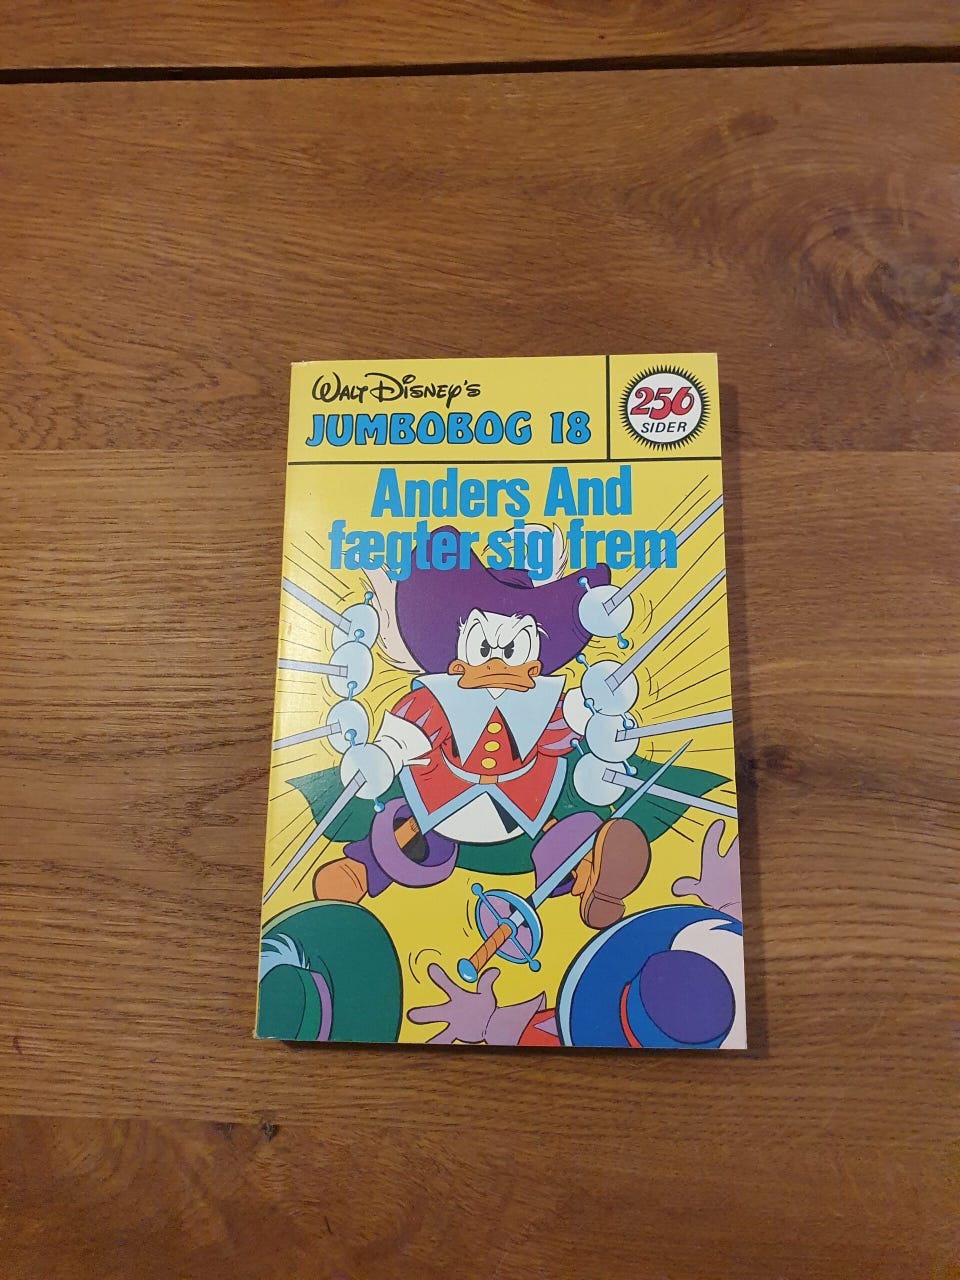 Walt Disney's
JUMBOBOG 18
256
SIDER
Anders And
fægter sig frem